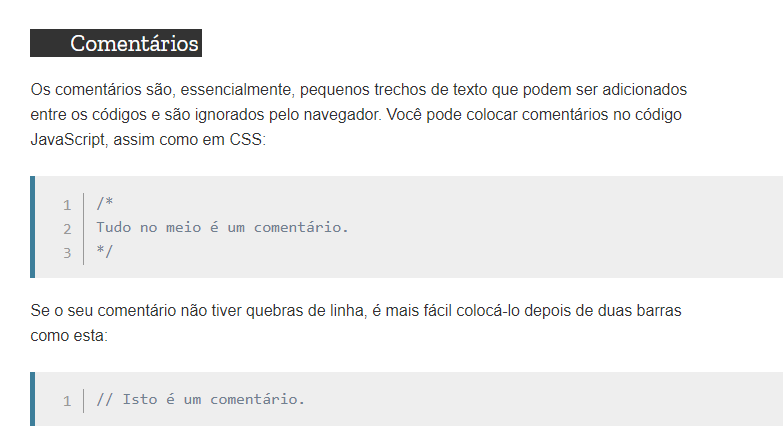 Comentários
Os comentários são, essencialmente, pequenos trechos de texto que podem ser adicionados
entre os códigos e são ignorados pelo navegador. Você pode colocar comentários no código
JavaScript, assim como em CSS:
1 /*
2 Tudo no meio é um comentário.
3 */
Se o seu comentário não tiver quebras de linha, é mais fácil colocá-lo depois de duas barras
como esta:
1 // Isto é um comentário.